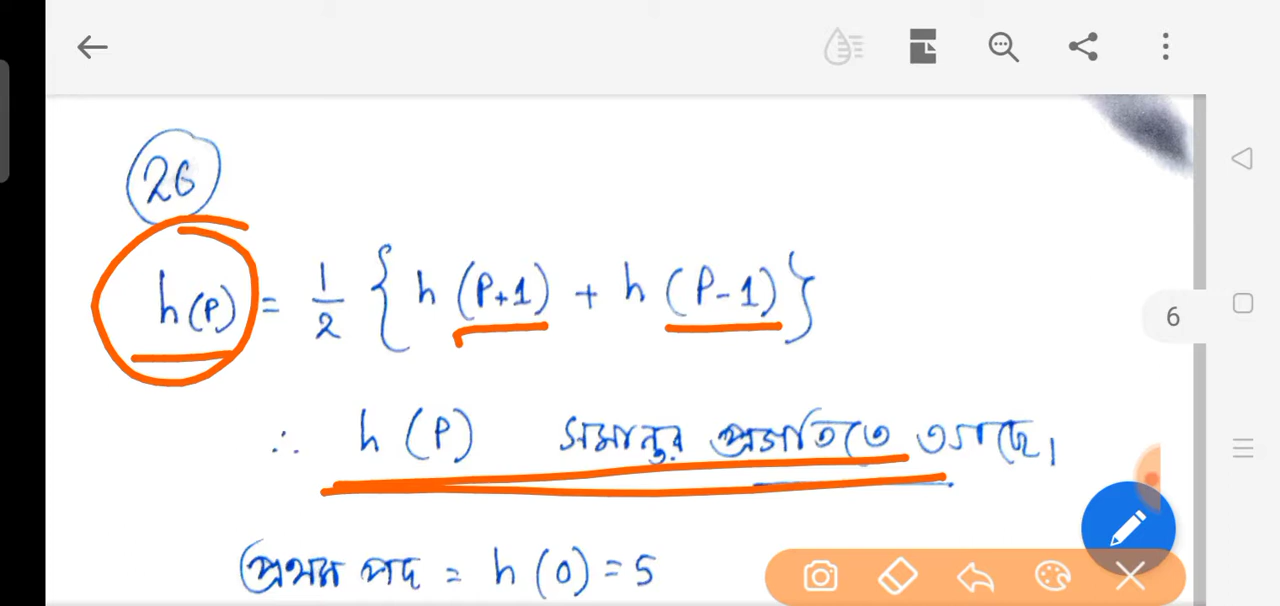 26
h(P) = 1/2 { h (P+1) + h (P-1) }
6
∴ h (P) সমান্তর প্রগতিতে আছে।
প্রথম পদ = h (0) = 5